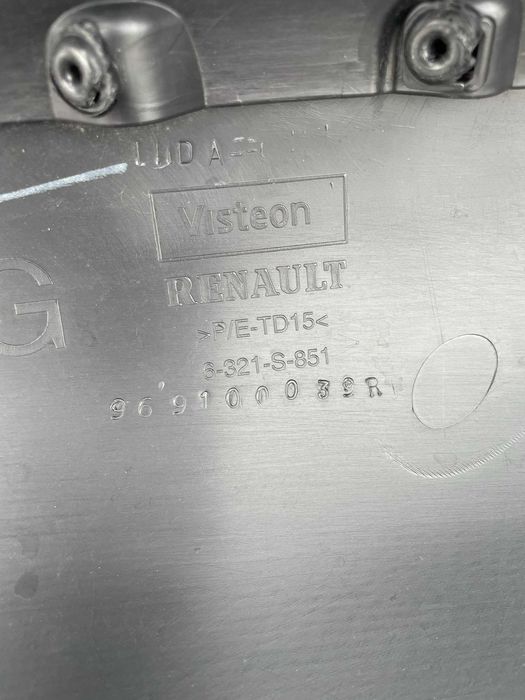 Visteon
RENAULT
>P/E-TD15<
G
6-321-S-851
969100039R